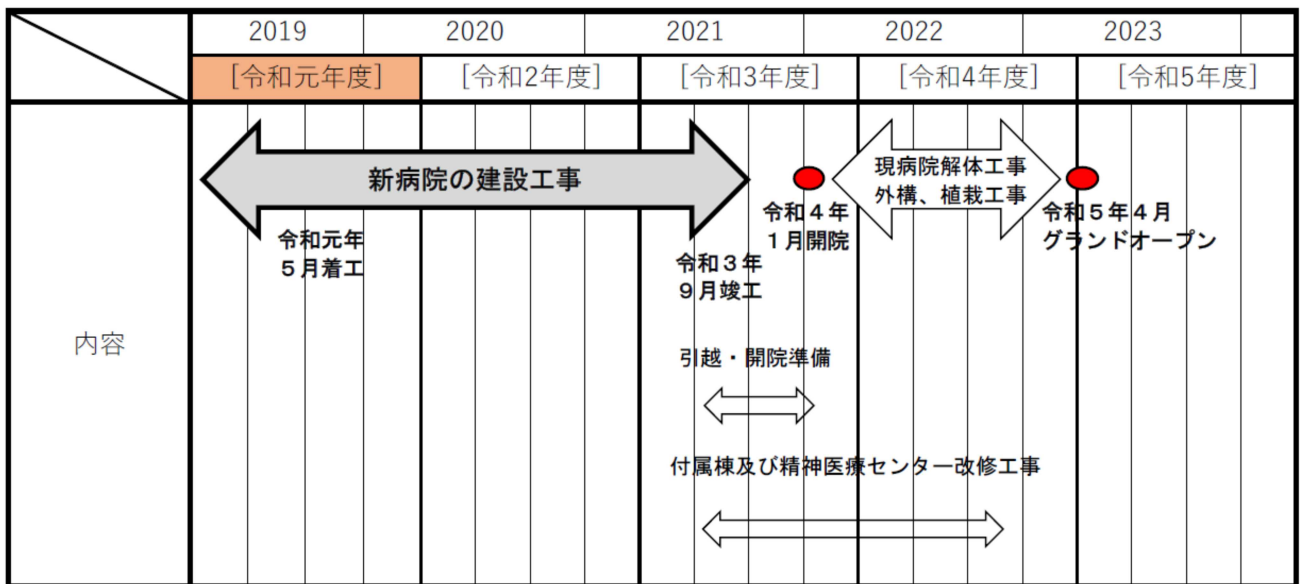 2019 2020 2021 2022 2023
[令和元年度] [令和2年度] [令和3年度] [令和4年度] [令和5年度]
内容
新病院の建設工事
令和元年
５月着工
令和３年
９月竣工
令和４年
１月開院
現病院解体工事
外構、植栽工事
令和５年４月
グランドオープン
引越・開院準備
付属棟及び精神医療センター改修工事